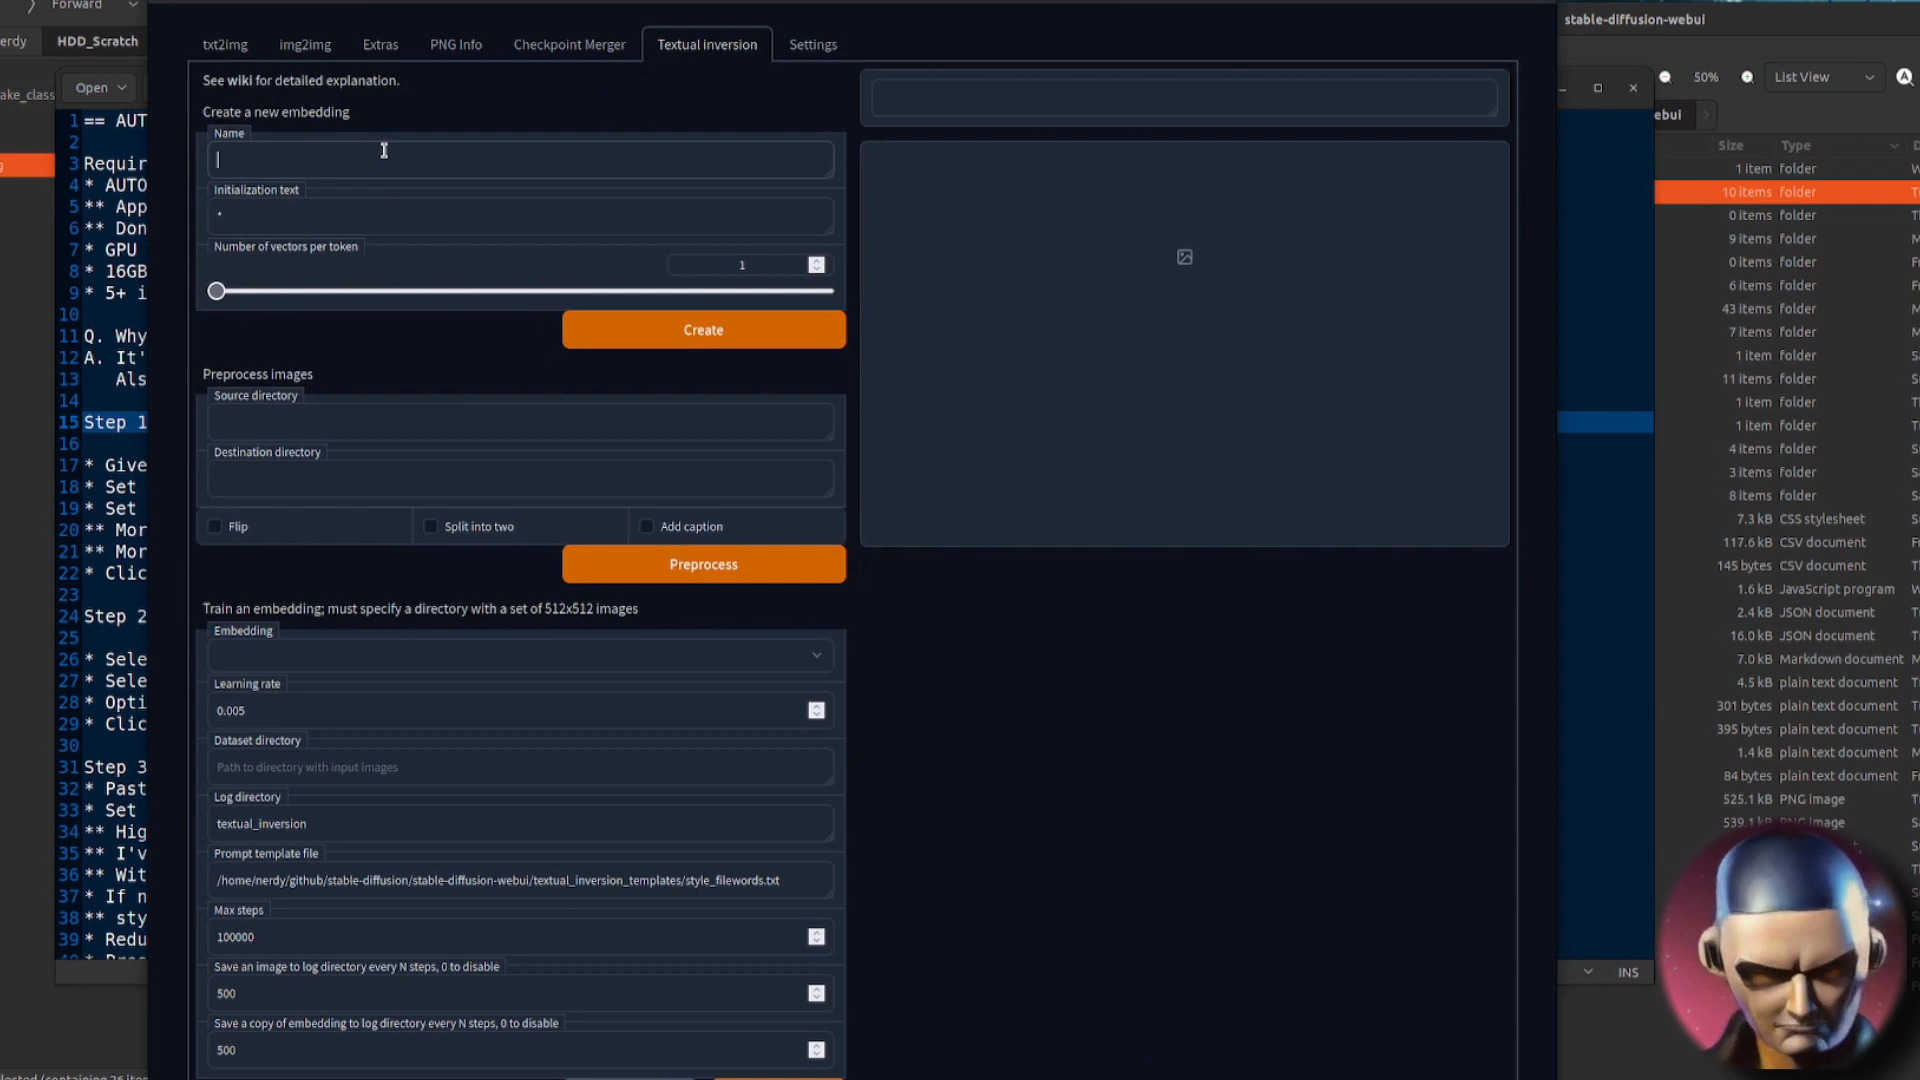 Forward
stable-diffusion-webui
erdy
HDD_Scratch
txt2img
img2img
Extras
PNG Info
Checkpoint Merger
Textual inversion
Settings
50%
List View
ake_class
Open
See wiki for detailed explanation.
Create a new embedding
Name
Initialization text
*
Number of vectors per token
1
Create
Preprocess images
Source directory
Destination directory
Flip
Split into two
Add caption
Preprocess
Train an embedding; must specify a directory with a set of 512x512 images
Embedding
Learning rate
0.005
Dataset directory
Path to directory with input images
Log directory
textual_inversion
Prompt template file
/home/nerdy/github/stable-diffusion/stable-diffusion-webui/textual_inversion_templates/style_filewords.txt
Max steps
100000
Save an image to log directory every N steps, 0 to disable
500
Save a copy of embedding to log directory every N steps, 0 to disable
500
1 == AUT
2
3 Requir
4 * AUTO
5 ** App
6 ** Don
7 * GPU
8 * 16GB
9 * 5+ i
10
11 Q. Why
12 A. It'
13 Als
14
15 Step 1
16
17 * Give
18 * Set
19 * Set
20 ** Mor
21 ** Mor
22 * Clic
23
24 Step 2
25
26 * Sele
27 * Sele
28 * Opti
29 * Clic
30
31 Step 3
32 * Past
33 * Set
34 ** Hig
35 ** I'v
36 ** Wit
37 * If n
38 ** sty
39 * Redu
ebui
Size Type
1 item folder
10 items folder
0 items folder
9 items folder
0 items folder
6 items folder
43 items folder
7 items folder
1 item folder
11 items folder
1 item folder
1 item folder
4 items folder
3 items folder
8 items folder
7.3 kB CSS stylesheet
117.6 kB CSV document
145 bytes CSV document
1.6 kB JavaScript program
2.4 kB JSON document
16.0 kB JSON document
7.0 kB Markdown document
4.5 kB plain text document
301 bytes plain text document
395 bytes plain text document
1.4 kB plain text document
84 bytes plain text document
525.1 kB PNG image
539.1 kB PNG image
INS